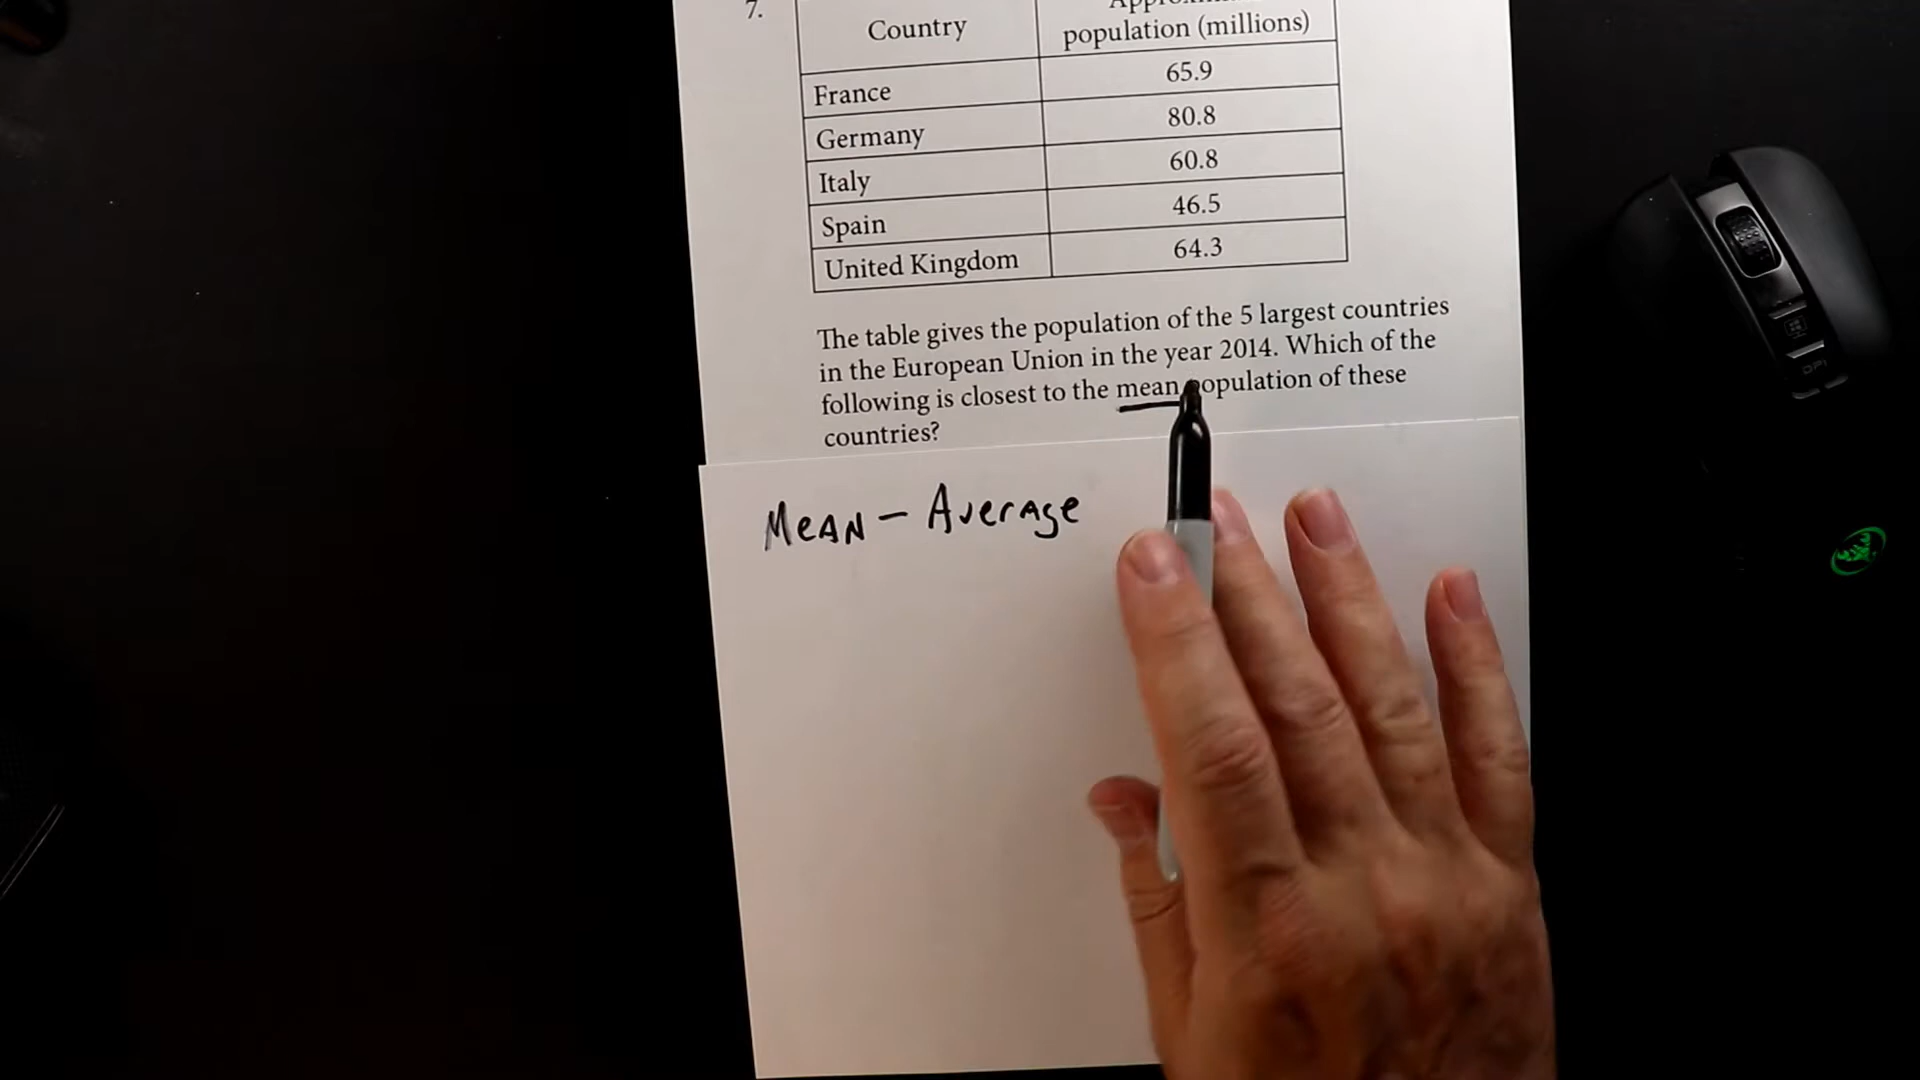 7.
Country
population (millions)
France 65.9
Germany 80.8
Italy 60.8
Spain 46.5
United Kingdom 64.3
The table gives the population of the 5 largest countries
in the European Union in the year 2014. Which of the
following is closest to the mean population of these
countries?
MeAN - Average
DPI